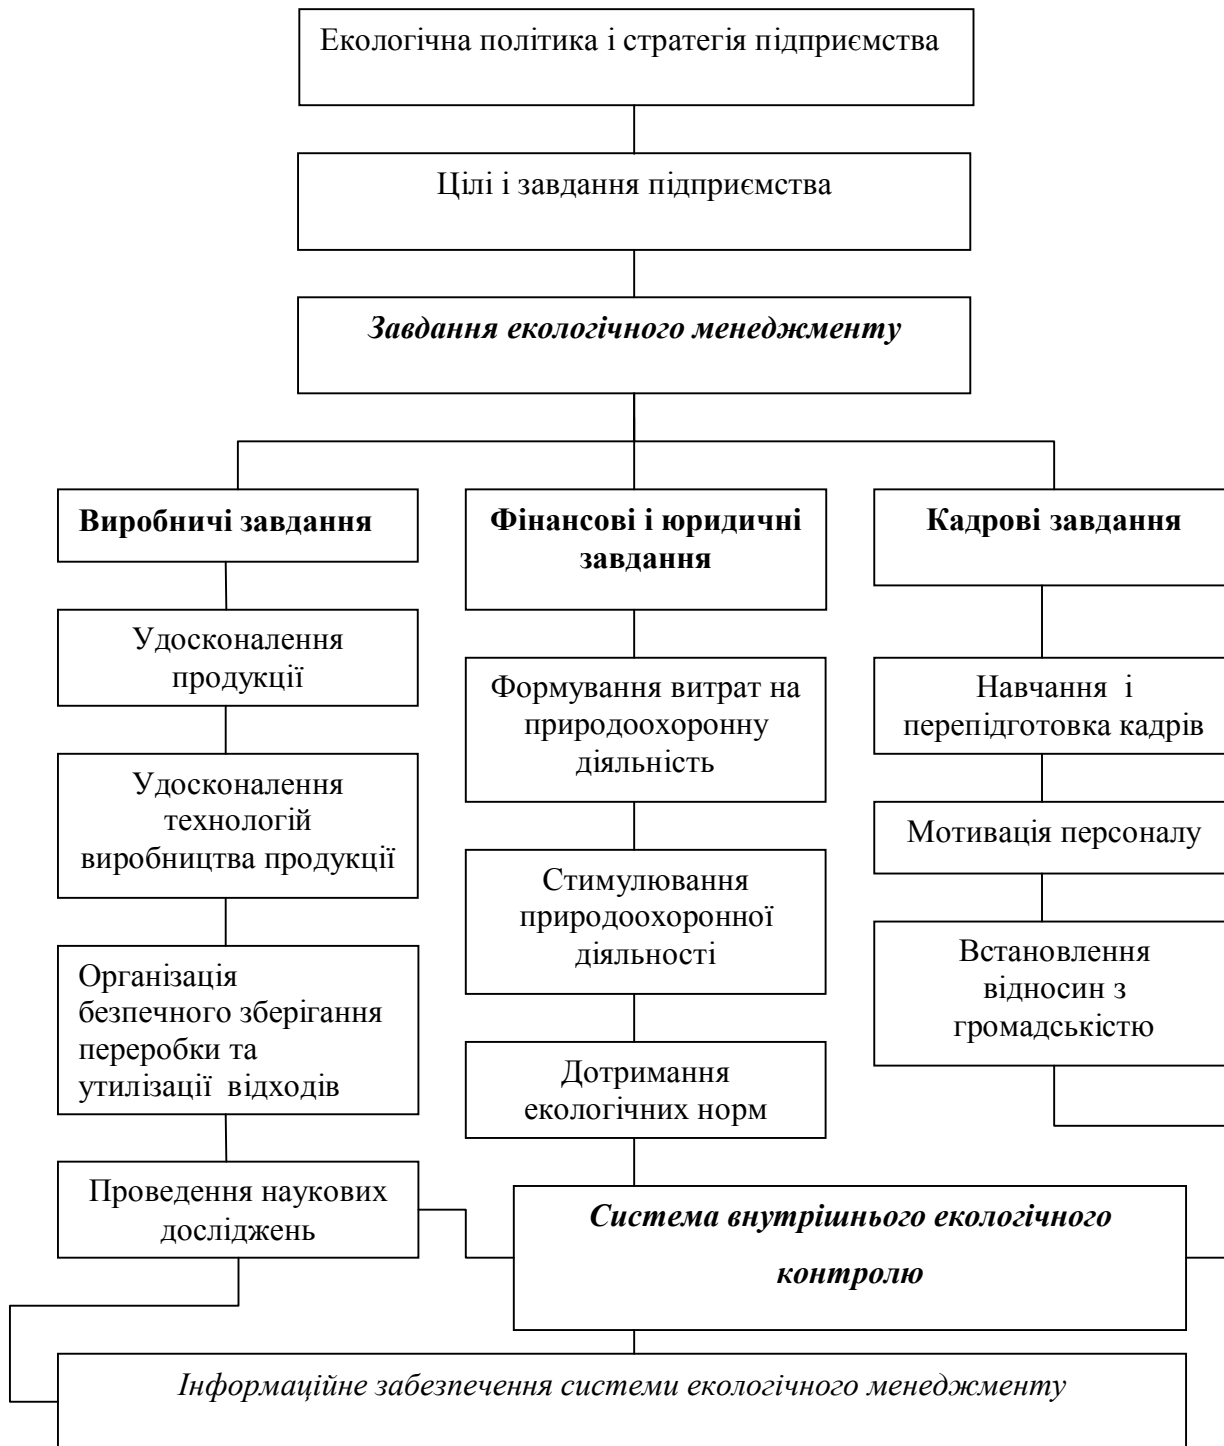 Екологічна політика і стратегія підприємства
Цілі і завдання підприємства
Завдання екологічного менеджменту
Виробничі завдання
Удосконалення
продукції
Удосконалення
технологій
виробництва продукції
Організація
безпечного зберігання
переробки та
утилізації відходів
Проведення наукових
досліджень
Фінансові і юридичні
завдання
Формування витрат на
природоохоронну
діяльність
Стимулювання
природоохоронної
діяльності
Дотримання
екологічних норм
Кадрові завдання
Навчання і
перепідготовка кадрів
Мотивація персоналу
Встановлення
відносин з
громадськістю
Система внутрішнього екологічного
контролю
Інформаційне забезпечення системи екологічного менеджменту